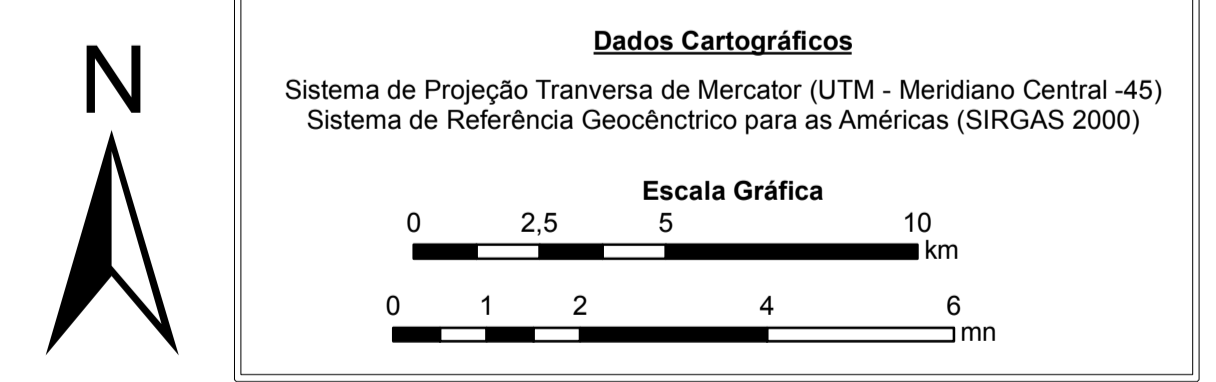 N
Dados Cartográficos
Sistema de Projeção Tranversa de Mercator (UTM - Meridiano Central -45)
Sistema de Referência Geocênctrico para as Américas (SIRGAS 2000)
Escala Gráfica
0 2,5 5 10
km
0 1 2 4 6
mn